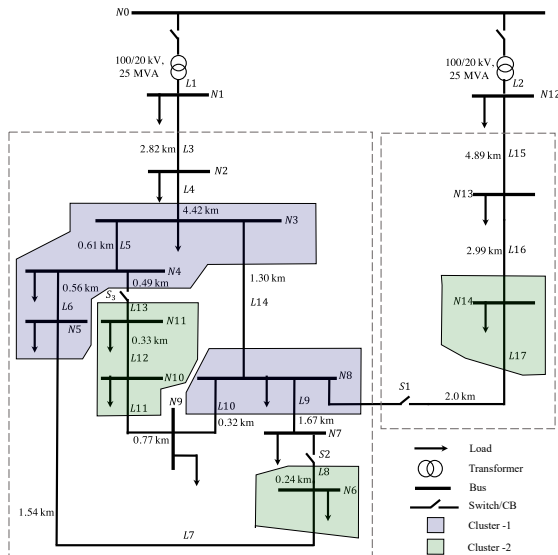 N0
100/20 kV,
25 MVA
100/20 kV,
25 MVA
L1
L2
N1
N12
2.82 km
L3
4.89 km
L15
N2
L4
N13
4.42 km
N3
0.61 km
L5
2.99 km
L16
N4
0.56 km
0.49 km
1.30 km
S3
L6
L13
L14
N14
N5
N11
0.33 km
L12
L17
N10
N8
L11
N9
L10
L9
S1
2.0 km
0.32 km
1.67 km
0.77 km
N7
S2
L8
0.24 km
N6
1.54 km
L7
Load
Transformer
Bus
Switch/CB
Cluster -1
Cluster -2